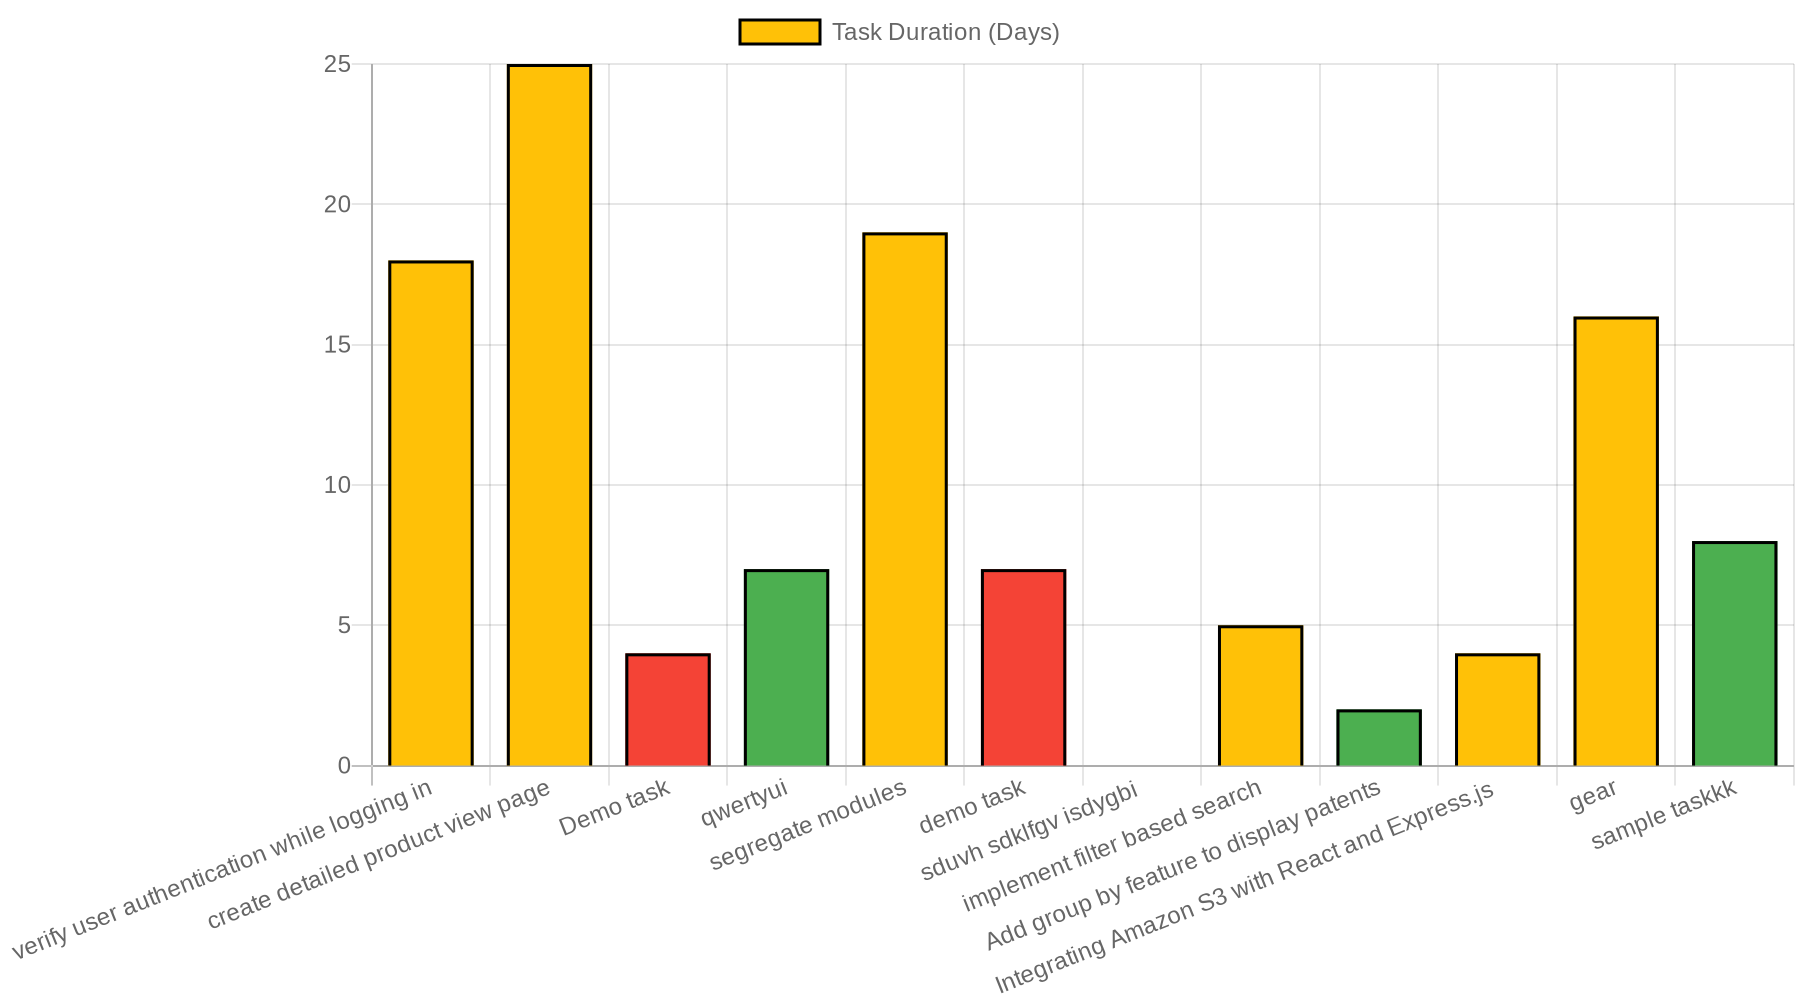 Task Duration (Days)
25
20
15
10
5
0
verify user authentication while logging in
create detailed product view page
Demo task
qwertyui
segregate modules
demo task
sduvh sdklfgv isdygbi
implement filter based search
Add group by feature to display patents
Integrating Amazon S3 with React and Express.js
gear
sample taskkk